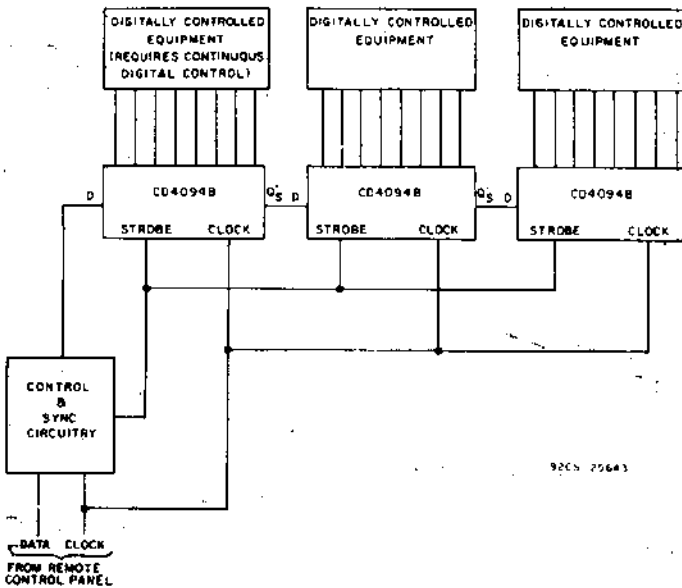 DIGITALLY CONTROLLED
EQUIPMENT
(REQUIRES CONTINUOUS
DIGITAL CONTROL)
DIGITALLY CONTROLLED
EQUIPMENT
DIGITALLY CONTROLLED
EQUIPMENT
D
CD4094B
STROBE
CLOCK
Q'S
D
CD4094B
STROBE
CLOCK
Q'S
D
CD4094B
STROBE
CLOCK
CONTROL
&
SYNC
CIRCUITRY
92CS 25643
DATA CLOCK
FROM REMOTE
CONTROL PANEL